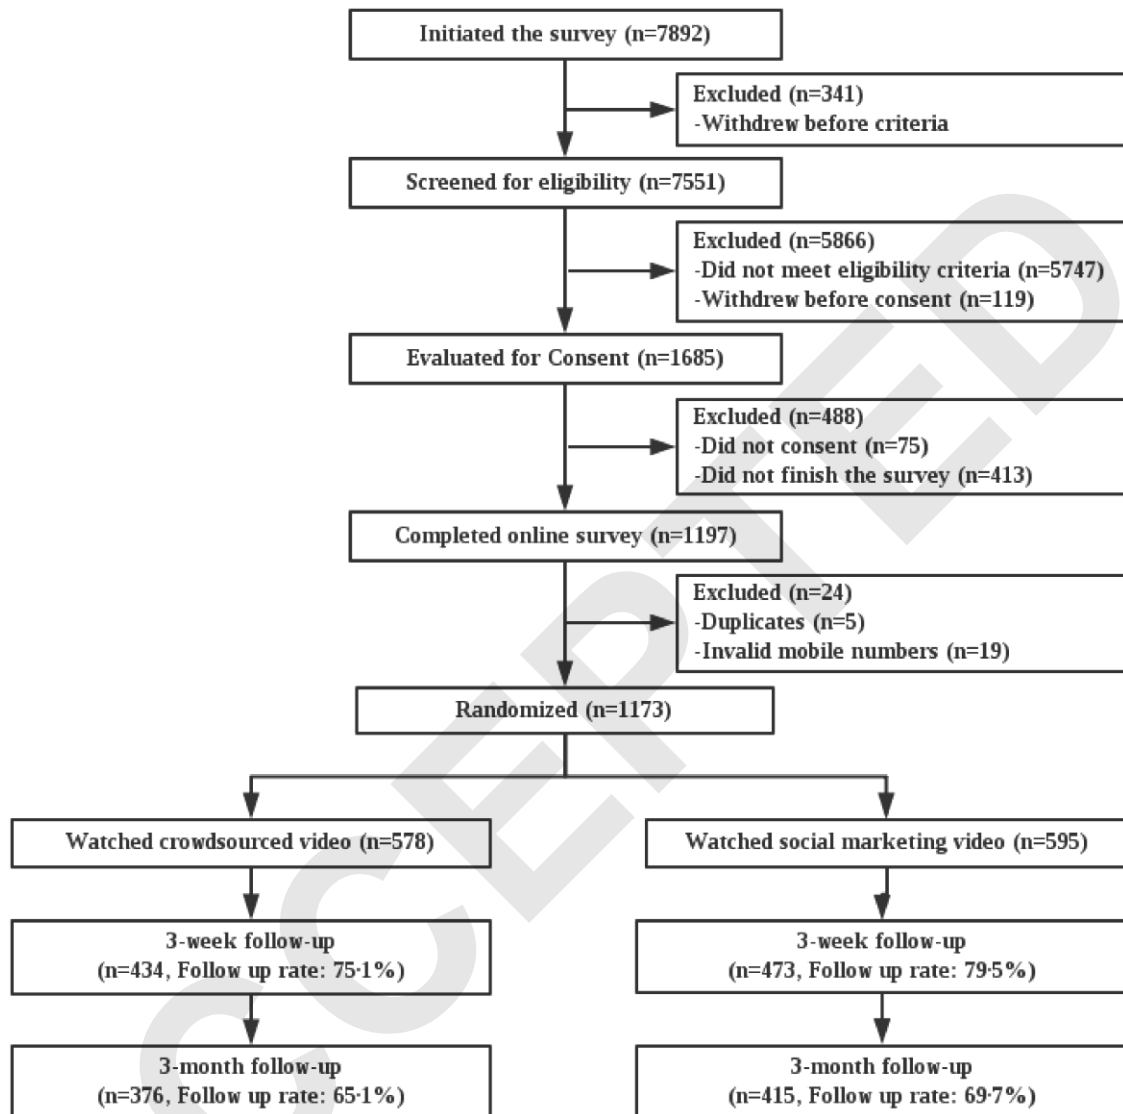 Initiated the survey (n=7892)
Excluded (n=341)
-Withdrew before criteria
Screened for eligibility (n=7551)
Excluded (n=5866)
-Did not meet eligibility criteria (n=5747)
-Withdrew before consent (n=119)
Evaluated for Consent (n=1685)
Excluded (n=488)
-Did not consent (n=75)
-Did not finish the survey (n=413)
Completed online survey (n=1197)
Excluded (n=24)
-Duplicates (n=5)
-Invalid mobile numbers (n=19)
Randomized (n=1173)
Watched crowdsourced video (n=578)
Watched social marketing video (n=595)
3-week follow-up
(n=434, Follow up rate: 75·1%)
3-week follow-up
(n=473, Follow up rate: 79·5%)
3-month follow-up
(n=376, Follow up rate: 65·1%)
3-month follow-up
(n=415, Follow up rate: 69·7%)
CCEPTED